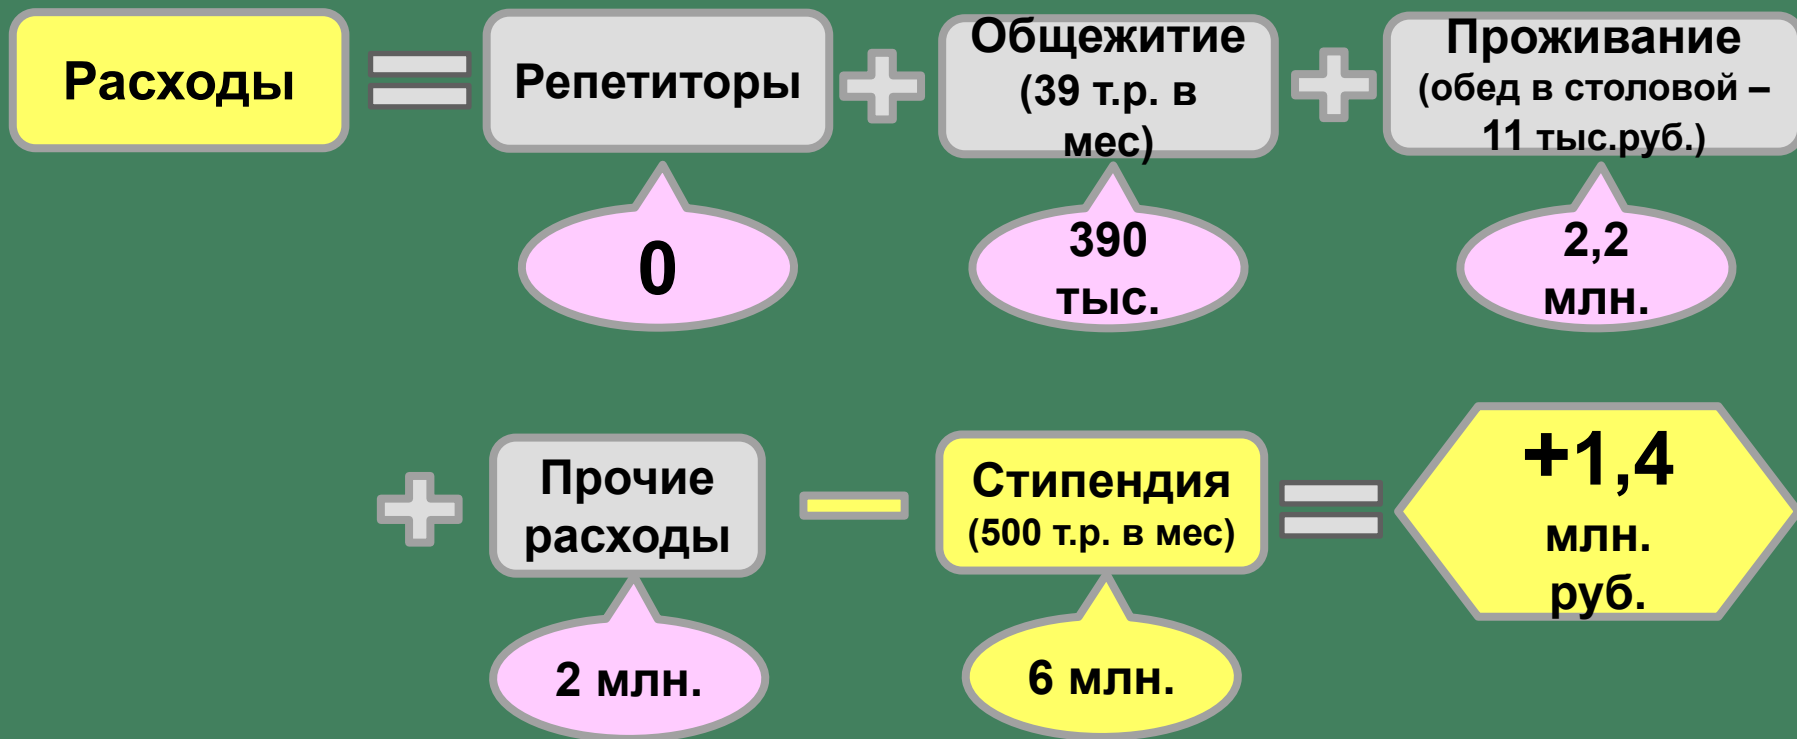 Расходы
Репетиторы
Общежитие
(39 т.р. в
мес)
Проживание
(обед в столовой –
11 тыс.руб.)
0
390
тыс.
2,2
млн.
Прочие
расходы
Стипендия
(500 т.р. в мес)
+1,4
млн.
руб.
2 млн.
6 млн.